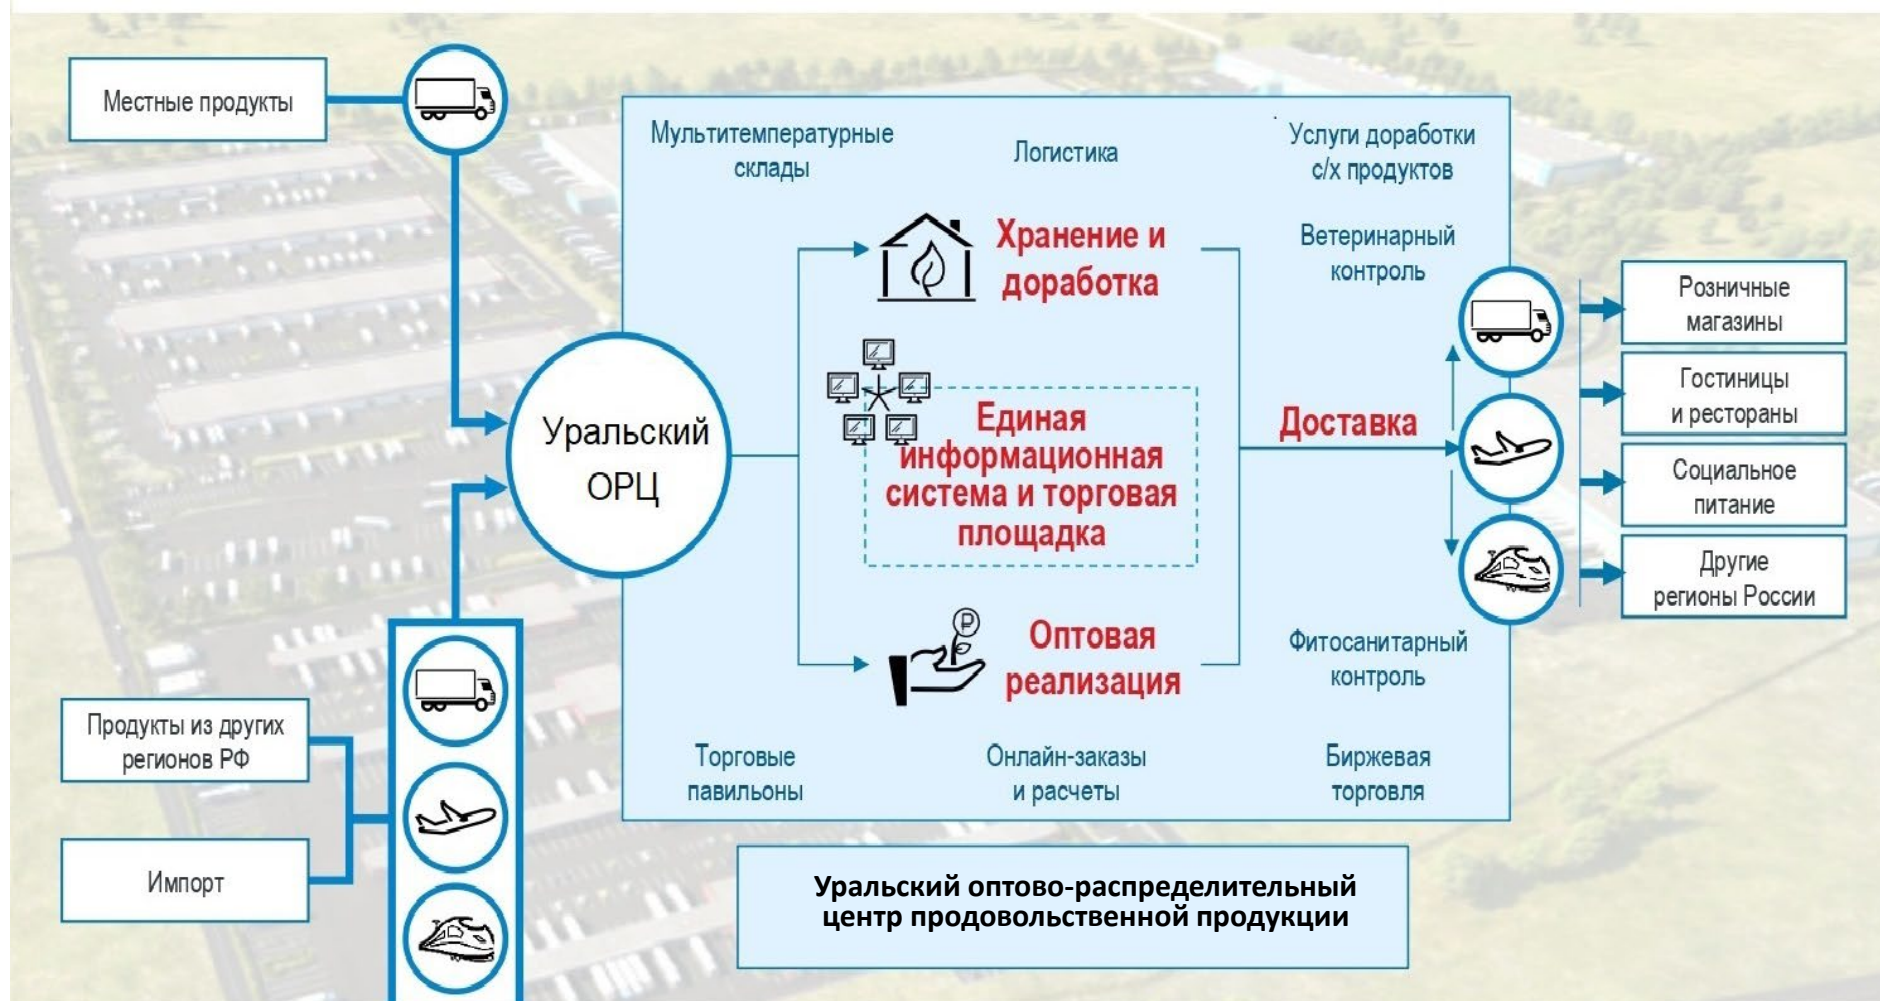 Местные продукты
Мультитемпературные
склады
Логистика
Услуги доработки
с/х продуктов
Хранение и
доработка
Ветеринарный
контроль
Уральский
ОРЦ
Единая
информационная
система и торговая
площадка
Доставка
Розничные
магазины
Гостиницы
и рестораны
Социальное
питание
Другие
регионы России
₽
Оптовая
реализация
Фитосанитарный
контроль
Продукты из других
регионов РФ
Импорт
Торговые
павильоны
Онлайн-заказы
и расчеты
Биржевая
торговля
Уральский оптово-распределительный
центр продовольственной продукции